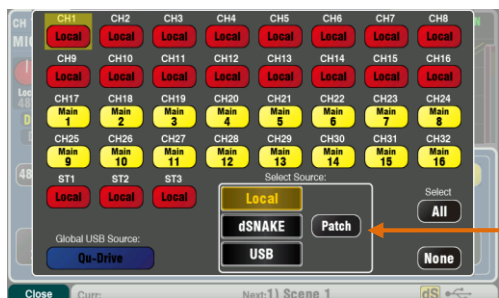 CH1 CH2 CH3 CH4 CH5 CH6 CH7 CH8
Local Local Local Local Local Local Local Local
CH9 CH10 CH11 CH12 CH13 CH14 CH15 CH16
Local Local Local Local Local Local Local Local
CH17 CH18 CH19 CH20 CH21 CH22 CH23 CH24
Main Main Main Main Main Main Main Main
1 2 3 4 5 6 7 8
CH25 CH26 CH27 CH28 CH29 CH30 CH31 CH32
Main Main Main Main Main Main Main Main
9 10 11 12 13 14 15 16
ST1 ST2 ST3 Select Source:
Local Local Local Local Select
All
dSNAKE Patch
Global USB Source:
Qu-Drive USB None
Close Curr: Next:1) Scene 1 dS